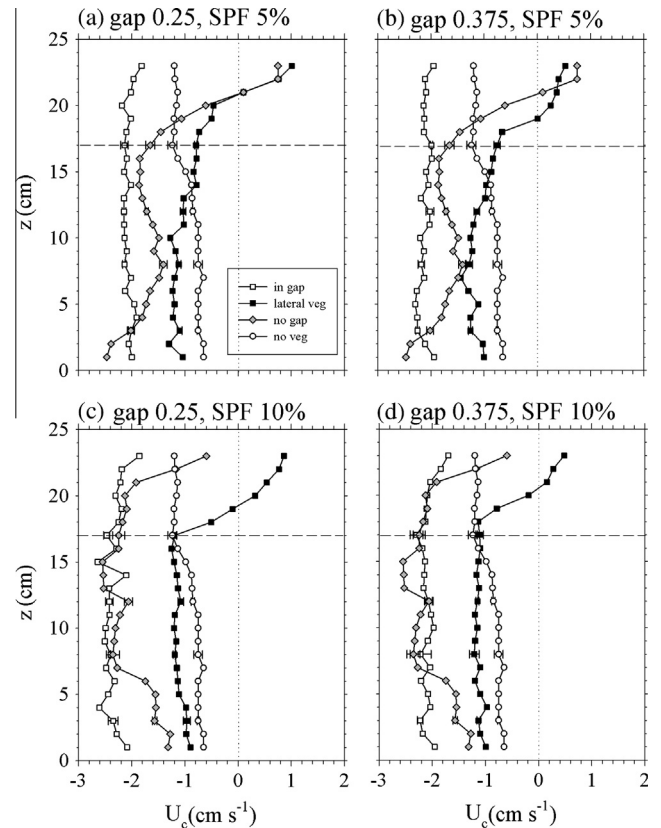 (a) gap 0.25, SPF 5%
(b) gap 0.375, SPF 5%
25
20
15
10
5
0
z (cm)
in gap
lateral veg
no gap
no veg
(c) gap 0.25, SPF 10%
(d) gap 0.375, SPF 10%
25
20
15
10
5
0
z (cm)
-3 -2 -1 0 1 2 -3 -2 -1 0 1 2
U_c(cm s⁻¹) U_c(cm s⁻¹)